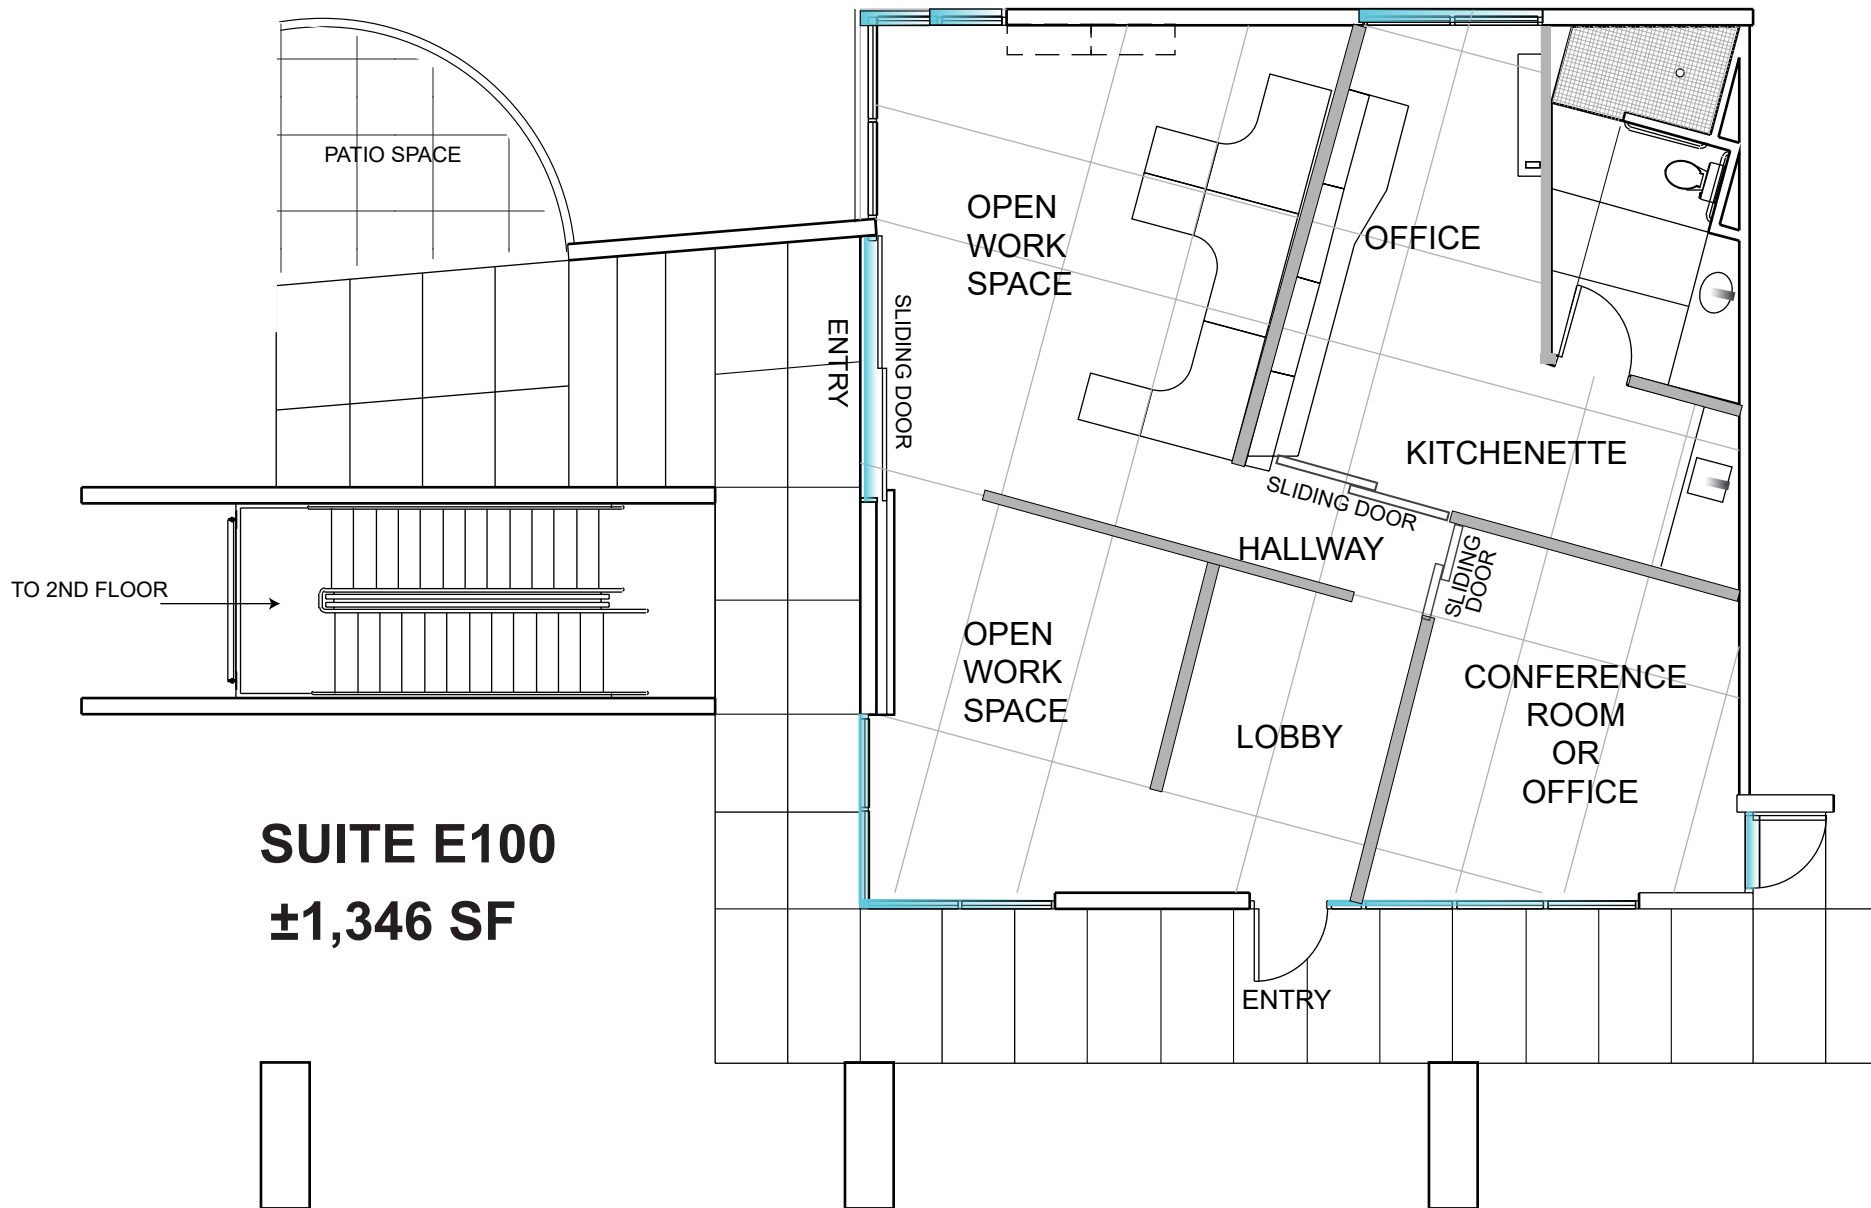 PATIO SPACE
OPEN
WORK
SPACE
OFFICE
ENTRY
SLIDING DOOR
KITCHENETTE
SLIDING DOOR
HALLWAY
SLIDING
DOOR
TO 2ND FLOOR
OPEN
WORK
SPACE
LOBBY
CONFERENCE
ROOM
OR
OFFICE
SUITE E100
±1,346 SF
ENTRY